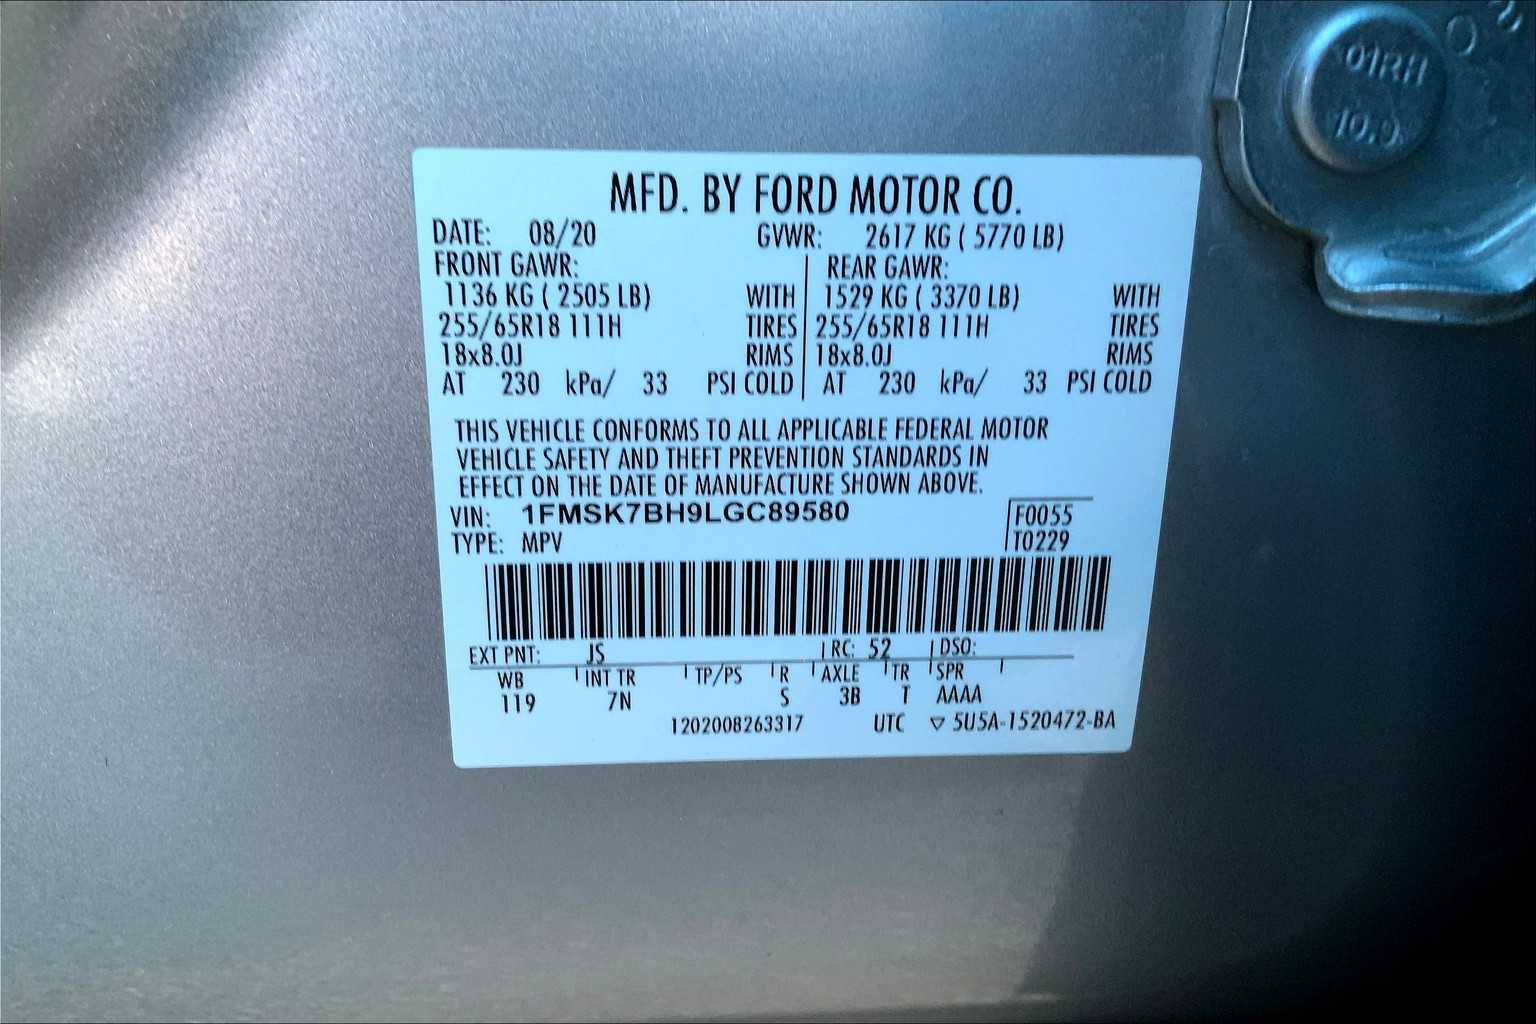 01RH
10.9
MFD. BY FORD MOTOR CO.
DATE: 08/20 GVWR: 2617 KG ( 5770 LB)
FRONT GAWR: REAR GAWR:
1136 KG ( 2505 LB) WITH 1529 KG ( 3370 LB) WITH
255/65R18 111H TIRES 255/65R18 111H TIRES
18x8.0J RIMS 18x8.0J RIMS
AT 230 kPa/ 33 PSI COLD AT 230 kPa/ 33 PSI COLD
THIS VEHICLE CONFORMS TO ALL APPLICABLE FEDERAL MOTOR
VEHICLE SAFETY AND THEFT PREVENTION STANDARDS IN
EFFECT ON THE DATE OF MANUFACTURE SHOWN ABOVE.
VIN: 1FMSK7BH9LGC89580 F0055
TYPE: MPV T0229
EXT PNT: JS RC: 52 DSO:
WB INT TR TP/PS R AXLE TR SPR
119 7N S 3B T AAAA
1202008263317 UTC ▽ 5U5A-1520472-BA